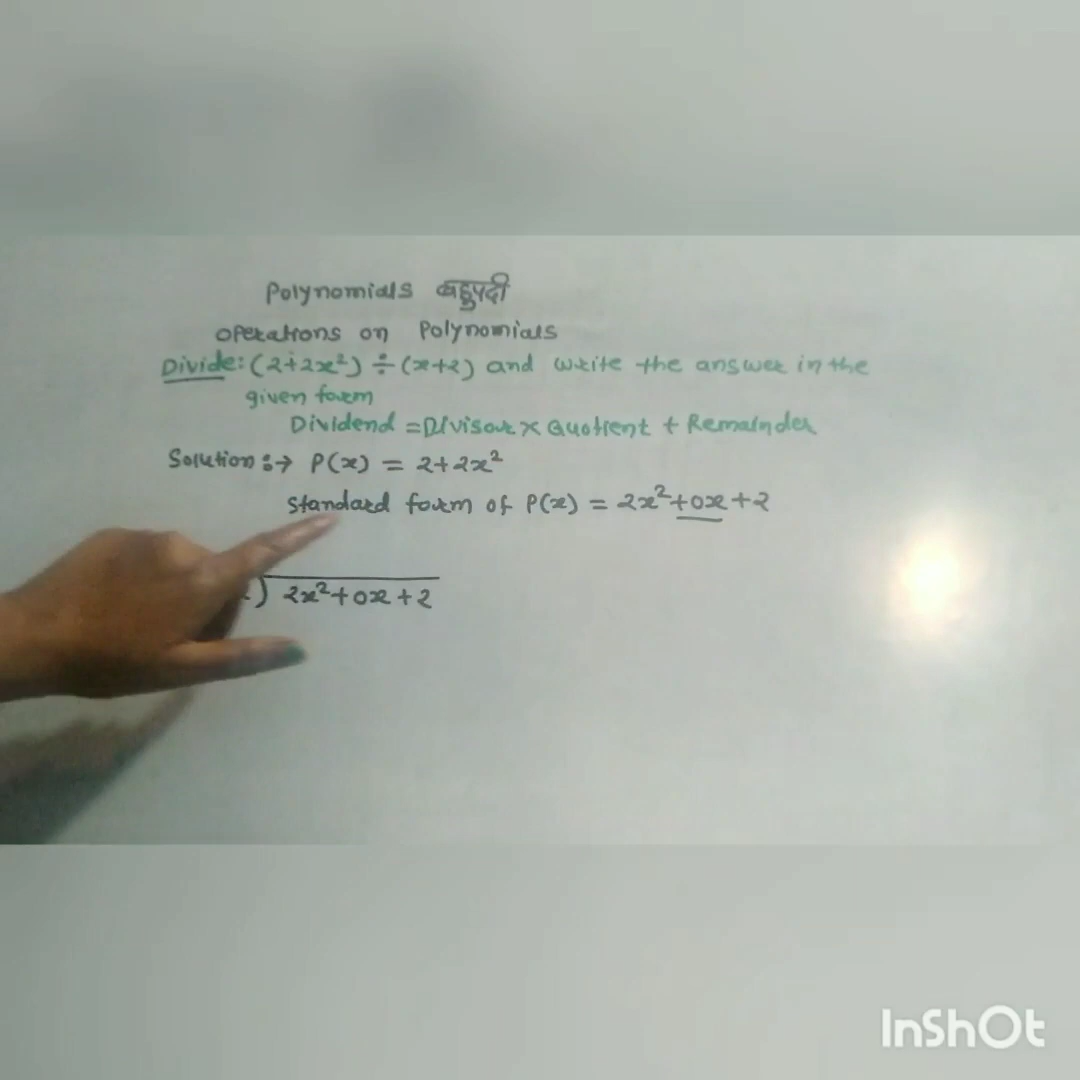 Polynomials बहुपदी
Operations on Polynomials
Divide: (2+2x²) ÷ (x+2) and write the answer in the
given form
Dividend = Divisor × Quotient + Remainder
Solution :→ P(x) = 2+2x²
Standard form of P(x) = 2x²+0x+2
) 2x²+0x+2
InShOt